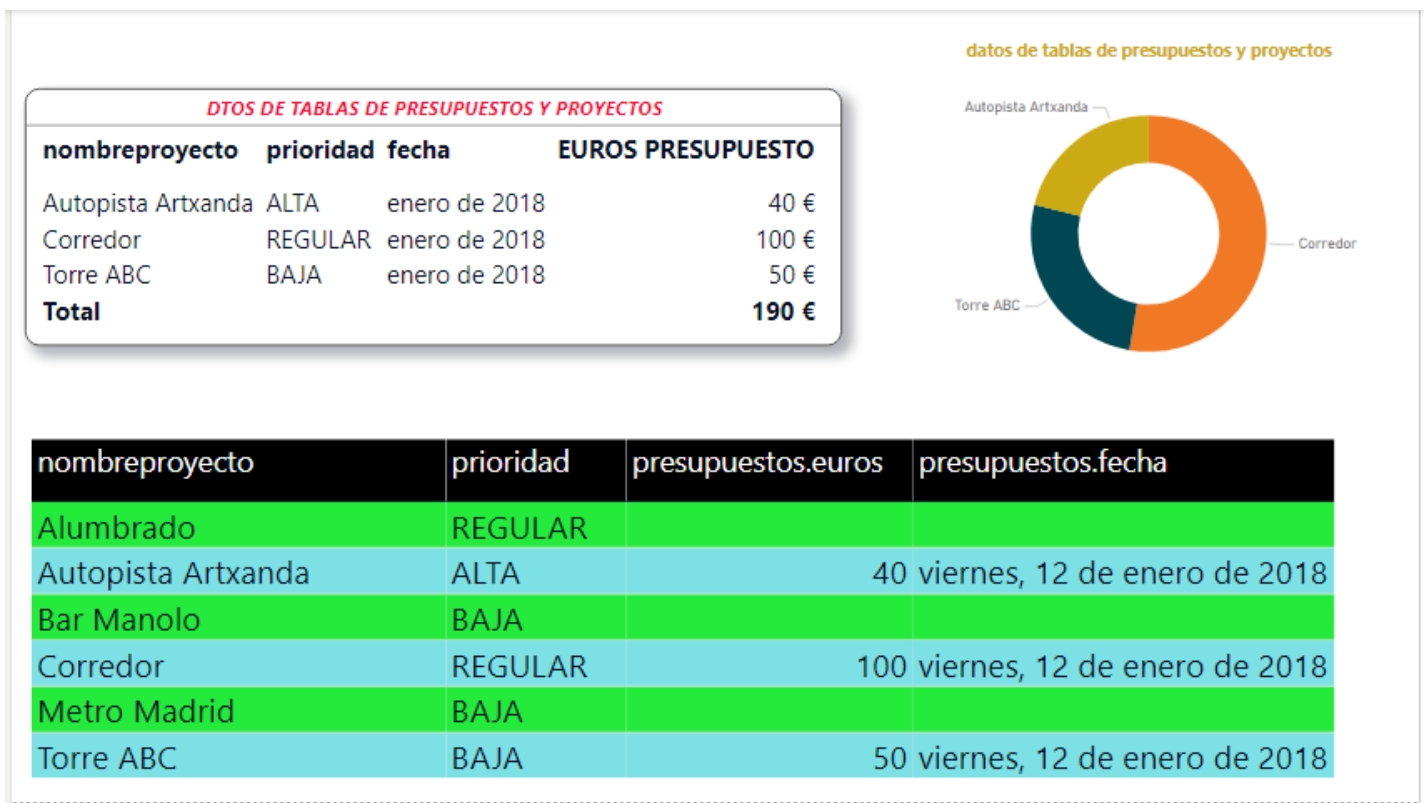 datos de tablas de presupuestos y proyectos
DTOS DE TABLAS DE PRESUPUESTOS Y PROYECTOS
nombreproyecto prioridad fecha EUROS PRESUPUESTO
Autopista Artxanda ALTA enero de 2018 40 €
Corredor REGULAR enero de 2018 100 €
Torre ABC BAJA enero de 2018 50 €
Total 190 €
Autopista Artxanda
Corredor
Torre ABC
nombreproyecto prioridad presupuestos.euros presupuestos.fecha
Alumbrado REGULAR
Autopista Artxanda ALTA 40 viernes, 12 de enero de 2018
Bar Manolo BAJA
Corredor REGULAR 100 viernes, 12 de enero de 2018
Metro Madrid BAJA
Torre ABC BAJA 50 viernes, 12 de enero de 2018